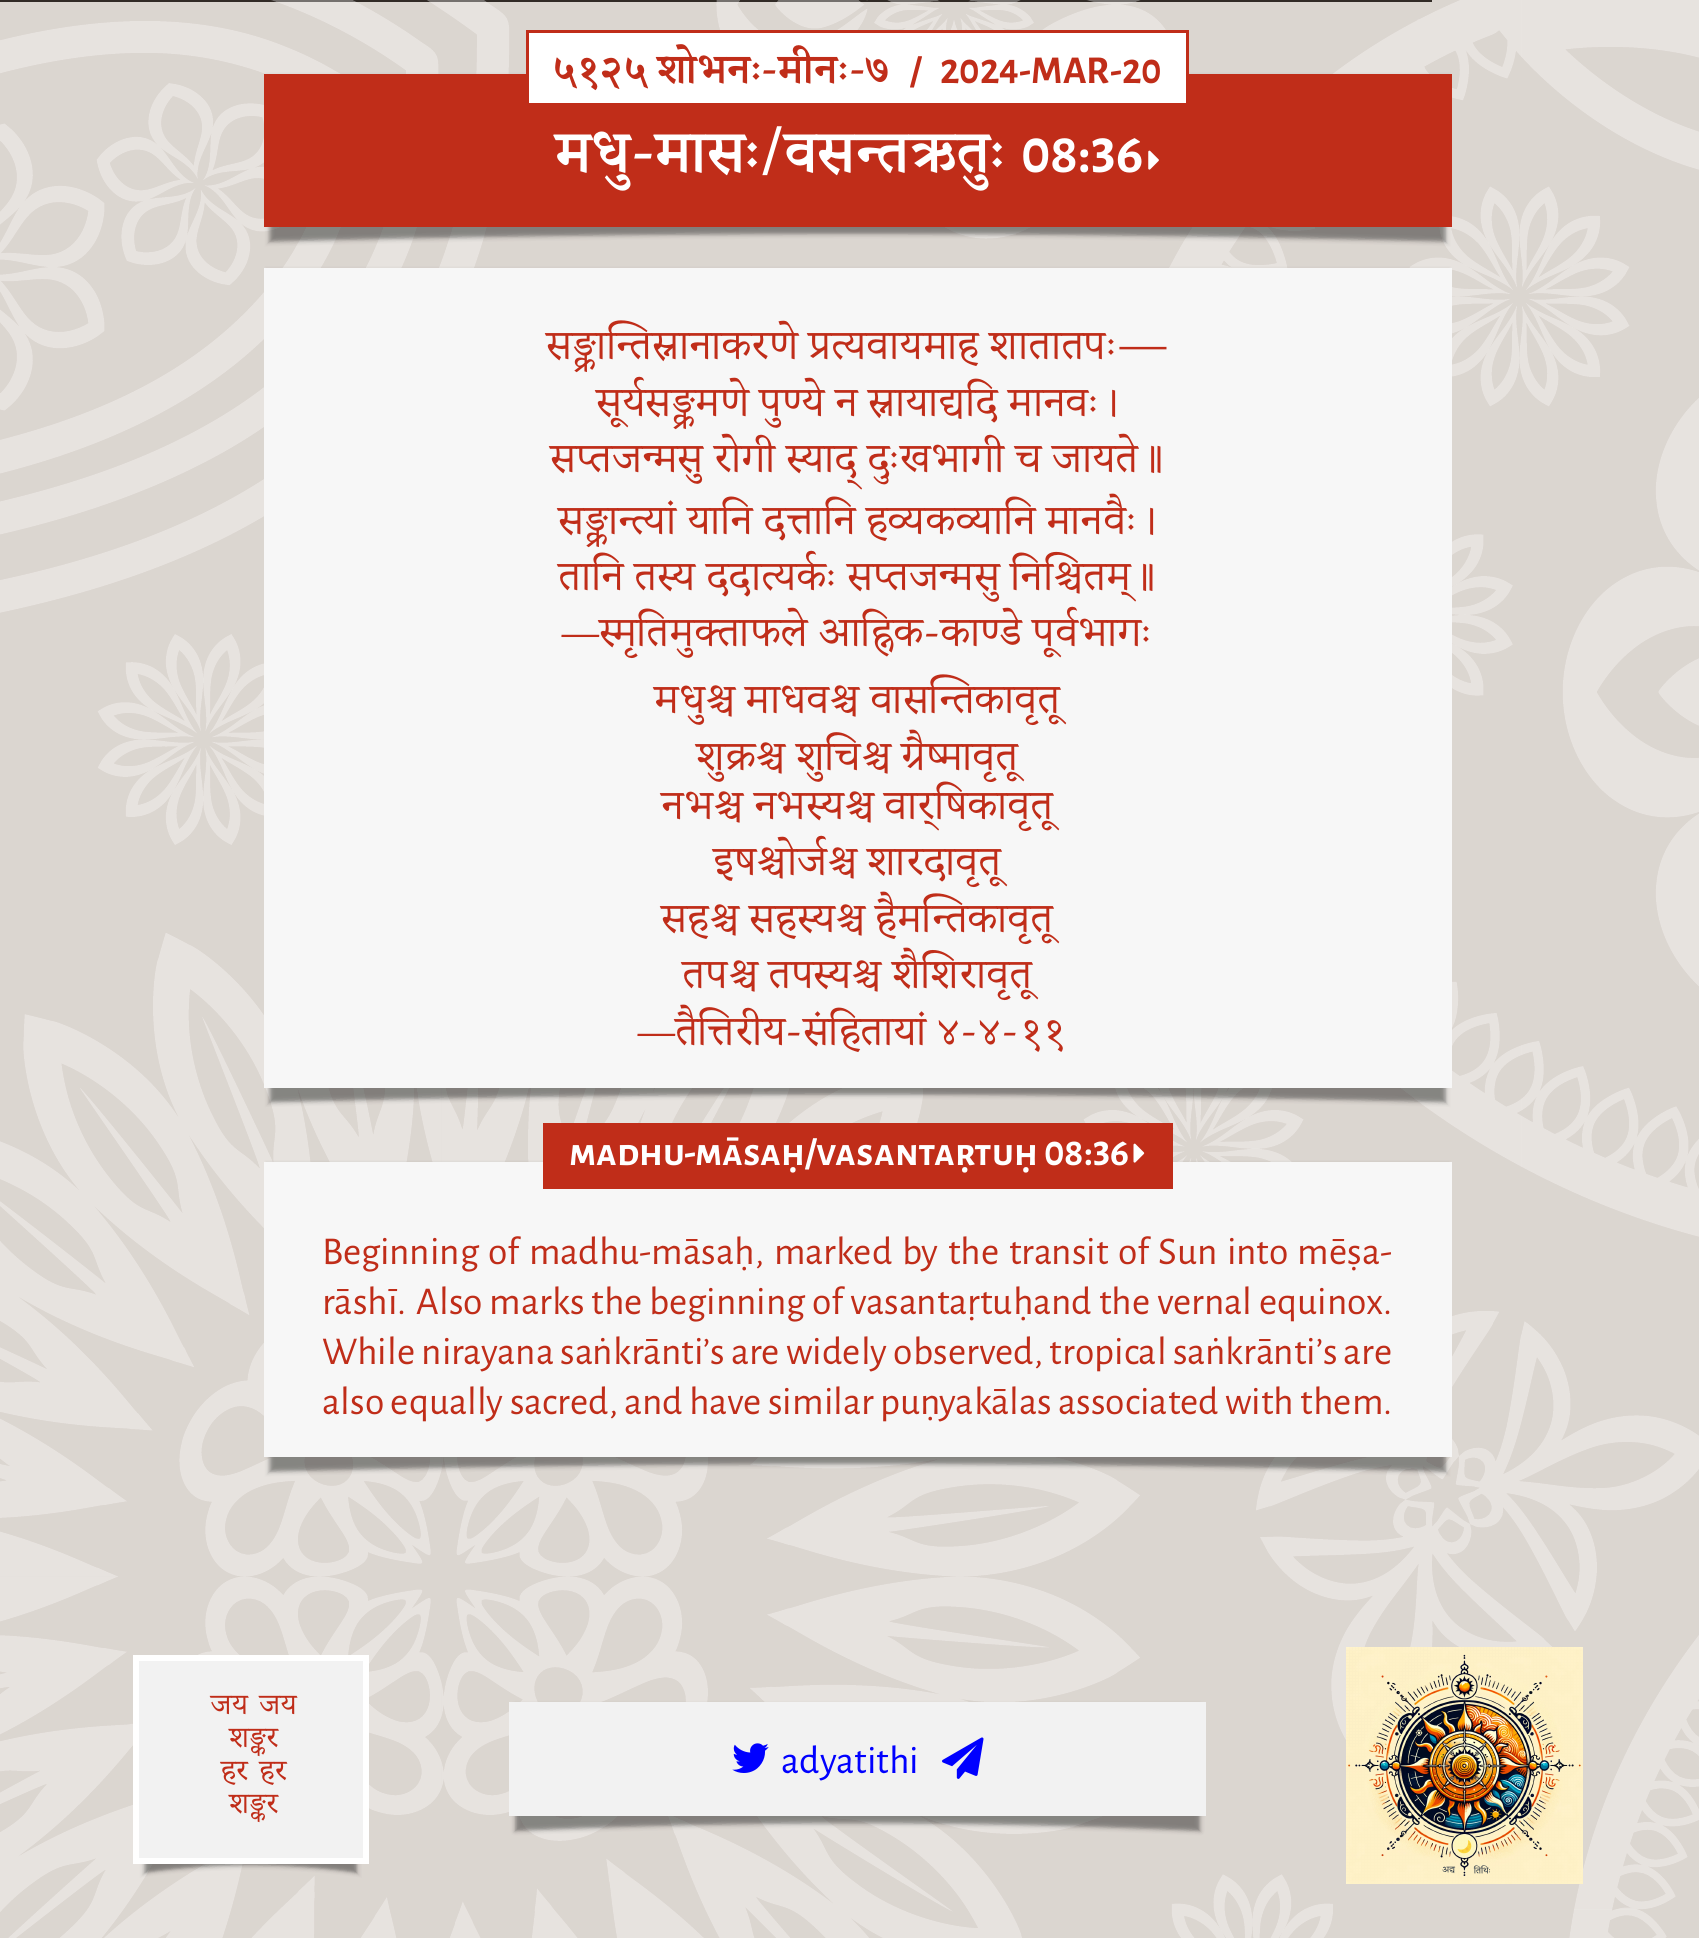 ५१२५ शोभनः-मीनः-७ / 2024-MAR-20
मधु-मासः/वसन्तऋतुः 08:36
सङ्क्रान्तिस्नानाकरणे प्रत्यवायमाह शातातपः—
सूर्यसङ्क्रमणे पुण्ये न स्नायाद्यदि मानवः।
सप्तजन्मसु रोगी स्याद् दुःखभागी च जायते॥
सङ्क्रान्त्यां यानि दत्तानि हव्यकव्यानि मानवैः।
तानि तस्य ददात्यर्कः सप्तजन्मसु निश्चितम्॥
—स्मृतिमुक्ताफले आह्निक-काण्डे पूर्वभागः
मधुश्च माधवश्च वासन्तिकावृतू
शुक्रश्च शुचिश्च ग्रैष्मावृतू
नभश्च नभस्यश्च वार्‌षिकावृतू
इषश्चोर्जश्च शारदावृतू
सहश्च सहस्यश्च हैमन्तिकावृतू
तपश्च तपस्यश्च शैशिरावृतू
—तैत्तिरीय-संहितायां ४-४-११
MADHU-MĀSAḤ/VASANTAṚTUḤ 08:36
Beginning of madhu-māsaḥ, marked by the transit of Sun into mēṣa-
rāshī. Also marks the beginning of vasantaṛtuḥand the vernal equinox.
While nirayana saṅkrānti’s are widely observed, tropical saṅkrānti’s are
also equally sacred, and have similar puṇyakālas associated with them.
जय जय
शङ्कर
हर हर
शङ्कर
adyatithi
अद्य तिथिः